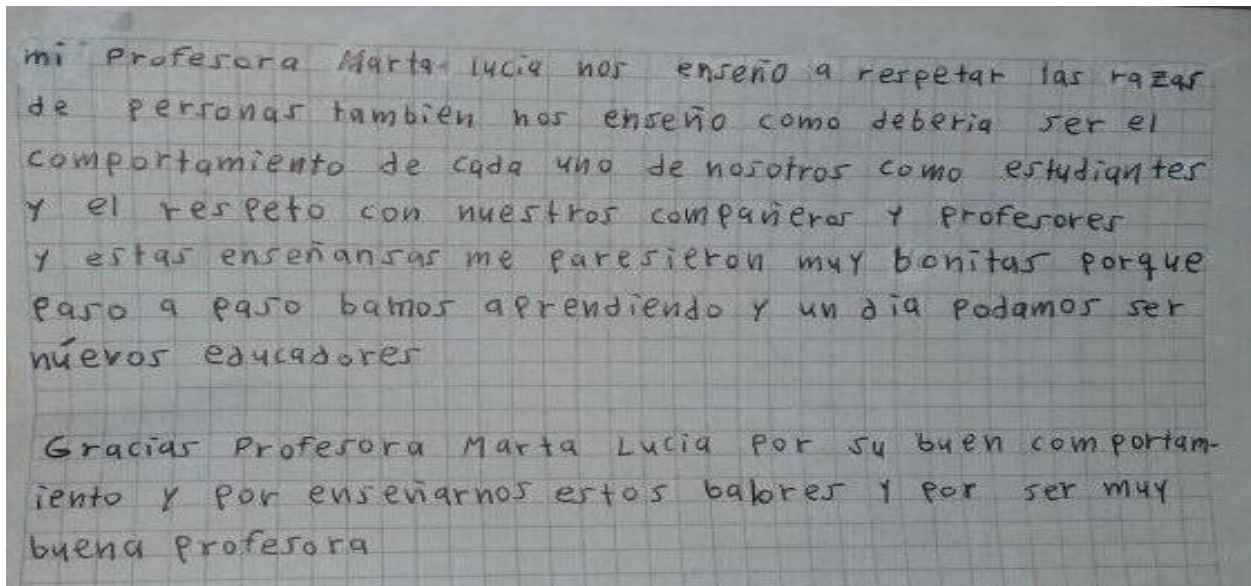 mi Profesora Marta lucia nos enseño a respetar las razas
de personas tambien nos enseño como deberia ser el
comportamiento de cada uno de nosotros como estudiantes
y el respeto con nuestros compañeros y profesores
y estas enseñansas me paresieron muy bonitas porque
paso a paso bamos aprendiendo y un dia podamos ser
núevos educadores
Gracias Profesora Marta Lucia por su buen comportam-
iento y por enseñarnos estos balores y por ser muy
buena profesora